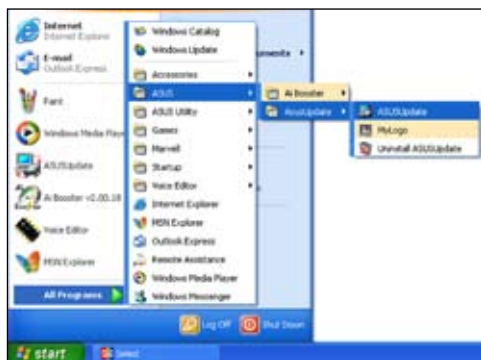 Internet
Internet Explorer
E-mail
Outlook Express
Paint
Windows Media Player
ASUSUpdate
Ai Booster v2.00.18
Voice Editor
MSN Explorer
All Programs
Windows Catalog
Windows Update
Accessories
ASUS
ASUS Utility
Games
Marvell
Startup
Voice Editor
Internet Explorer
MSN Explorer
Outlook Express
Remote Assistance
Windows Media Player
Windows Messenger
Ai Booster
AsusUpdate
ASUSUpdate
MyLogo
Uninstall ASUSUpdate
Log Off
Shut Down
start